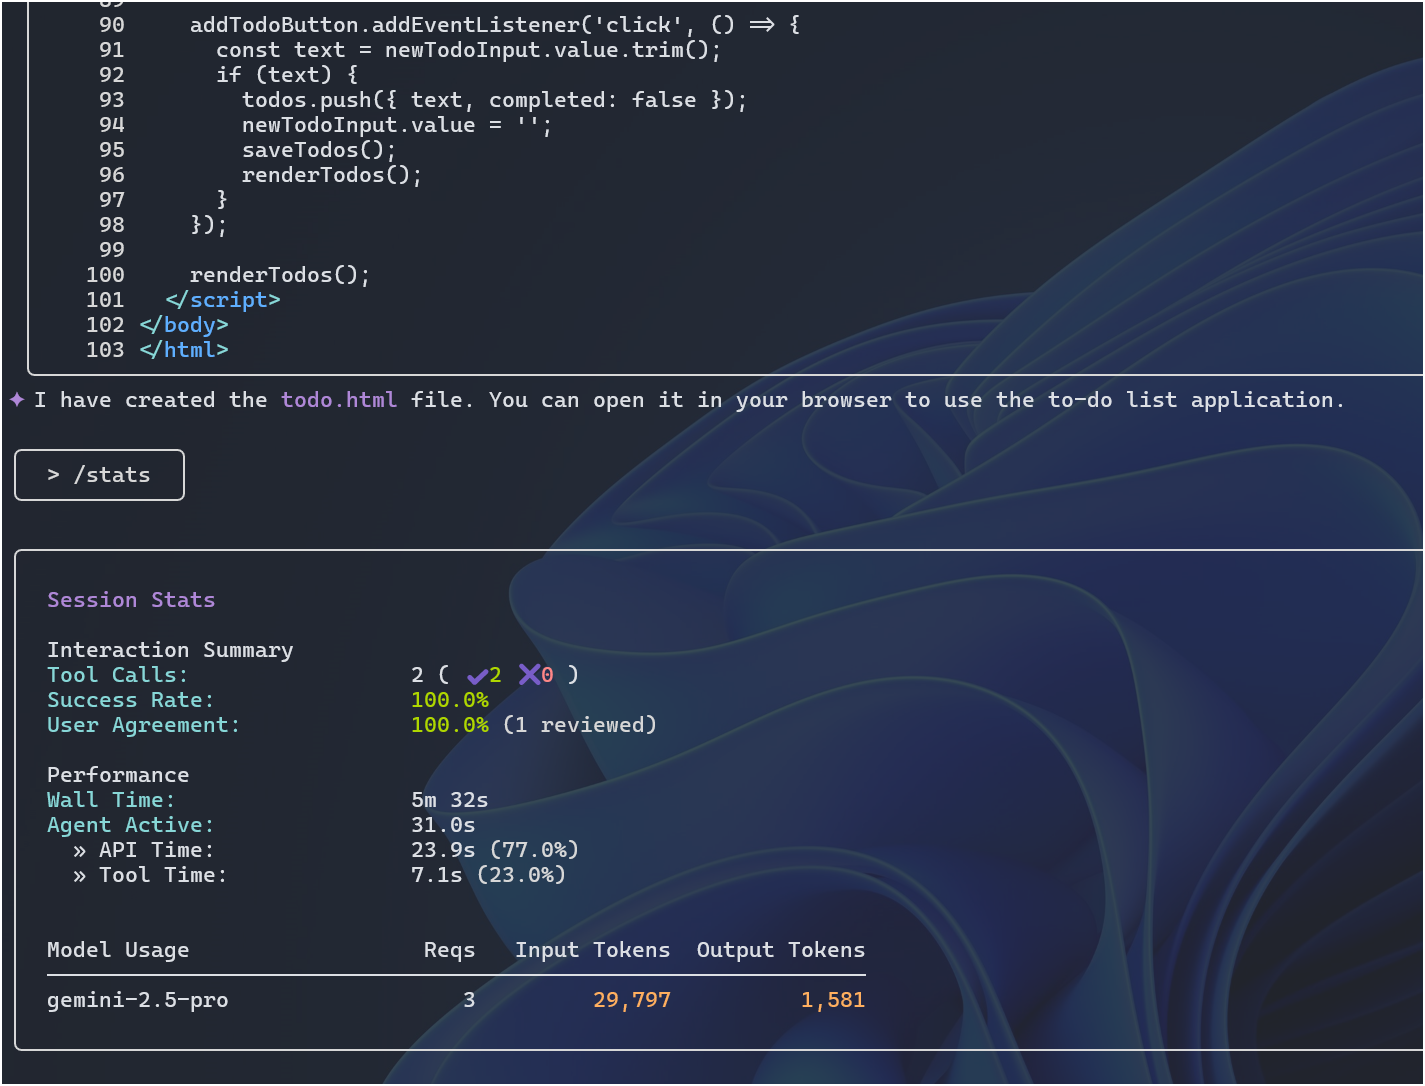 89
90     addTodoButton.addEventListener('click', () => {
91       const text = newTodoInput.value.trim();
92       if (text) {
93         todos.push({ text, completed: false });
94         newTodoInput.value = '';
95         saveTodos();
96         renderTodos();
97       }
98     });
99
100     renderTodos();
101   </script>
102 </body>
103 </html>
✦ I have created the todo.html file. You can open it in your browser to use the to-do list application.
> /stats
Session Stats
Interaction Summary
Tool Calls: 2 ( ✔2 ✖0 )
Success Rate: 100.0%
User Agreement: 100.0% (1 reviewed)
Performance
Wall Time: 5m 32s
Agent Active: 31.0s
» API Time: 23.9s (77.0%)
» Tool Time: 7.1s (23.0%)
Model Usage Reqs Input Tokens Output Tokens
gemini-2.5-pro 3 29,797 1,581